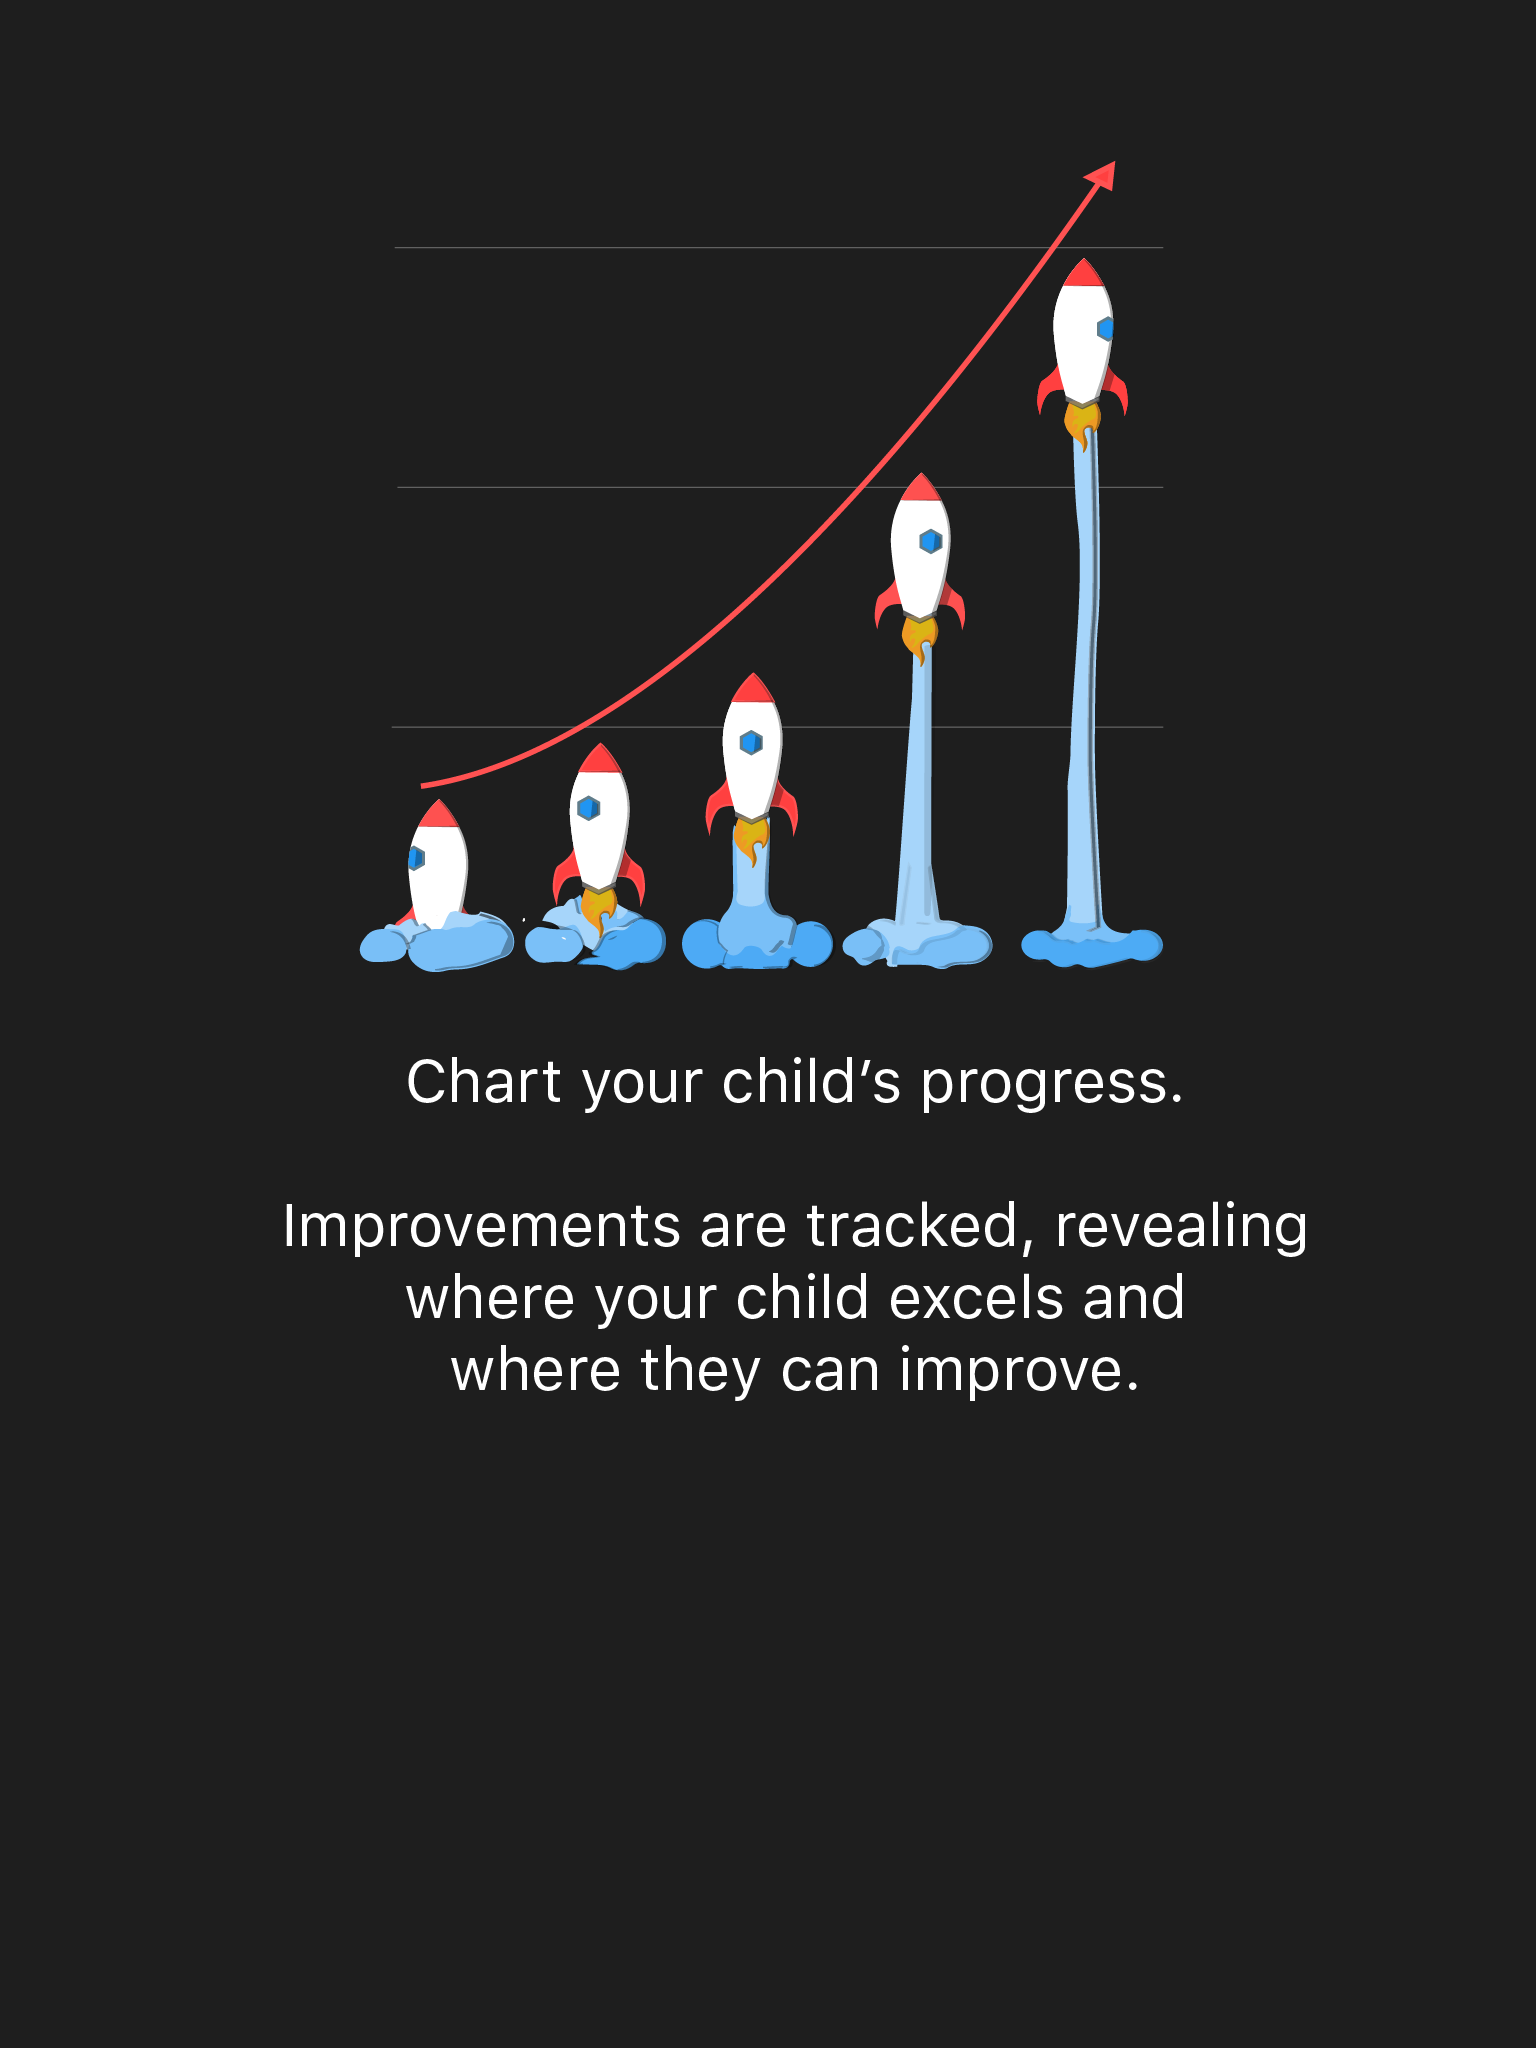 Chart your child’s progress.
Improvements are tracked, revealing
where your child excels and
where they can improve.